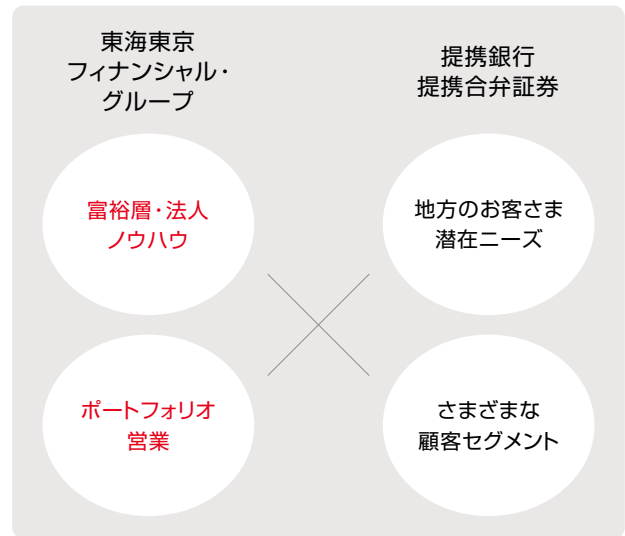 東海東京
フィナンシャル・
グループ
提携銀行
提携合弁証券
富裕層・法人
ノウハウ
地方のお客さま
潜在ニーズ
ポートフォリオ
営業
さまざまな
顧客セグメント